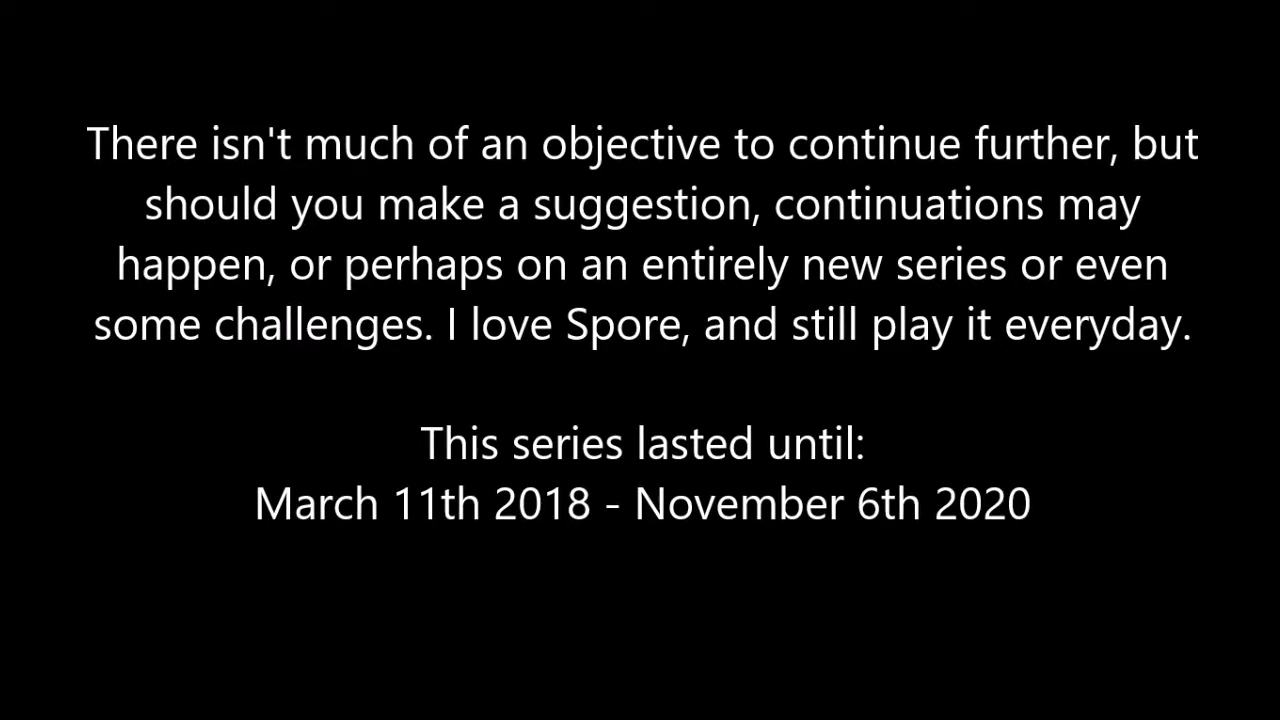 There isn't much of an objective to continue further, but
should you make a suggestion, continuations may
happen, or perhaps on an entirely new series or even
some challenges. I love Spore, and still play it everyday.
This series lasted until:
March 11th 2018 - November 6th 2020